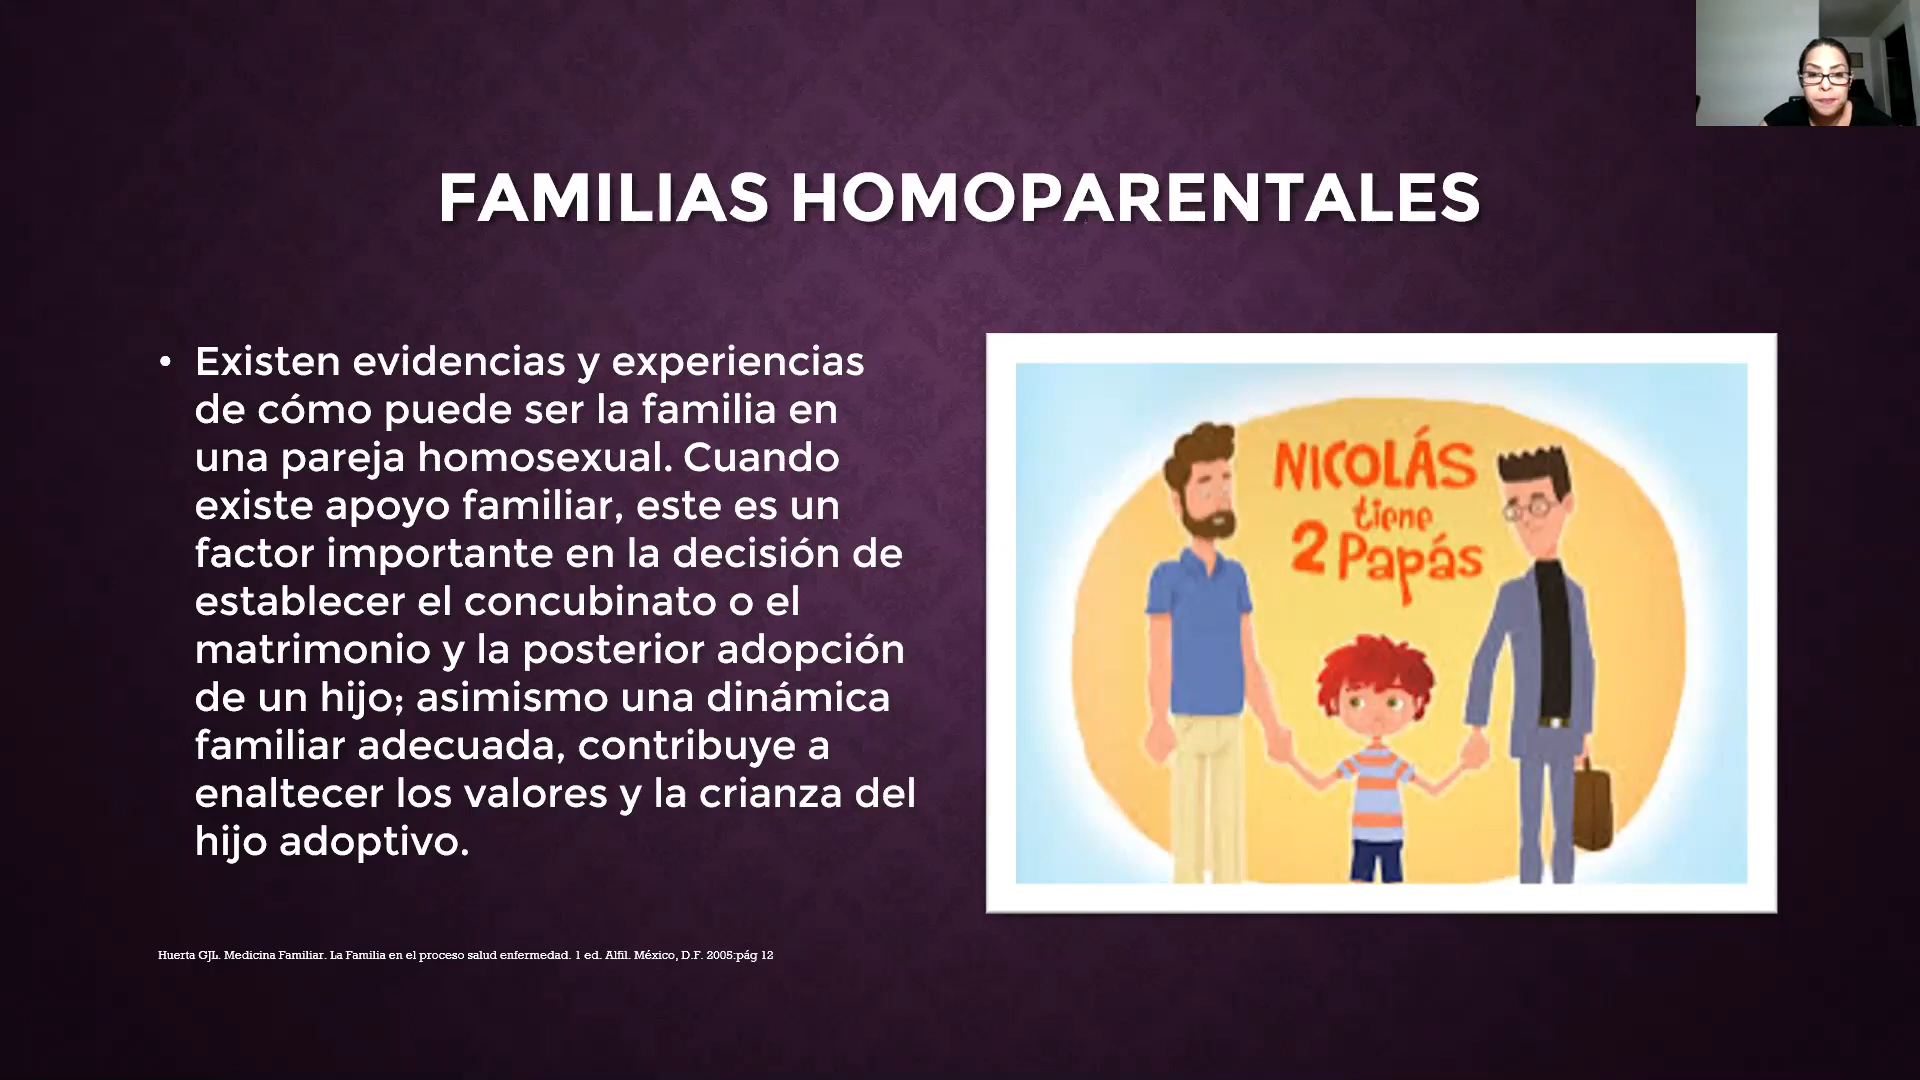 FAMILIAS HOMOPARENTALES
• Existen evidencias y experiencias
de cómo puede ser la familia en
una pareja homosexual. Cuando
existe apoyo familiar, este es un
factor importante en la decisión de
establecer el concubinato o el
matrimonio y la posterior adopción
de un hijo; asimismo una dinámica
familiar adecuada, contribuye a
enaltecer los valores y la crianza del
hijo adoptivo.
NICOLÁS
tiene
2 Papás
Huerta GJL. Medicina Familiar. La Familia en el proceso salud enfermedad. 1 ed. Alfil. México, D.F. 2005:pág 12